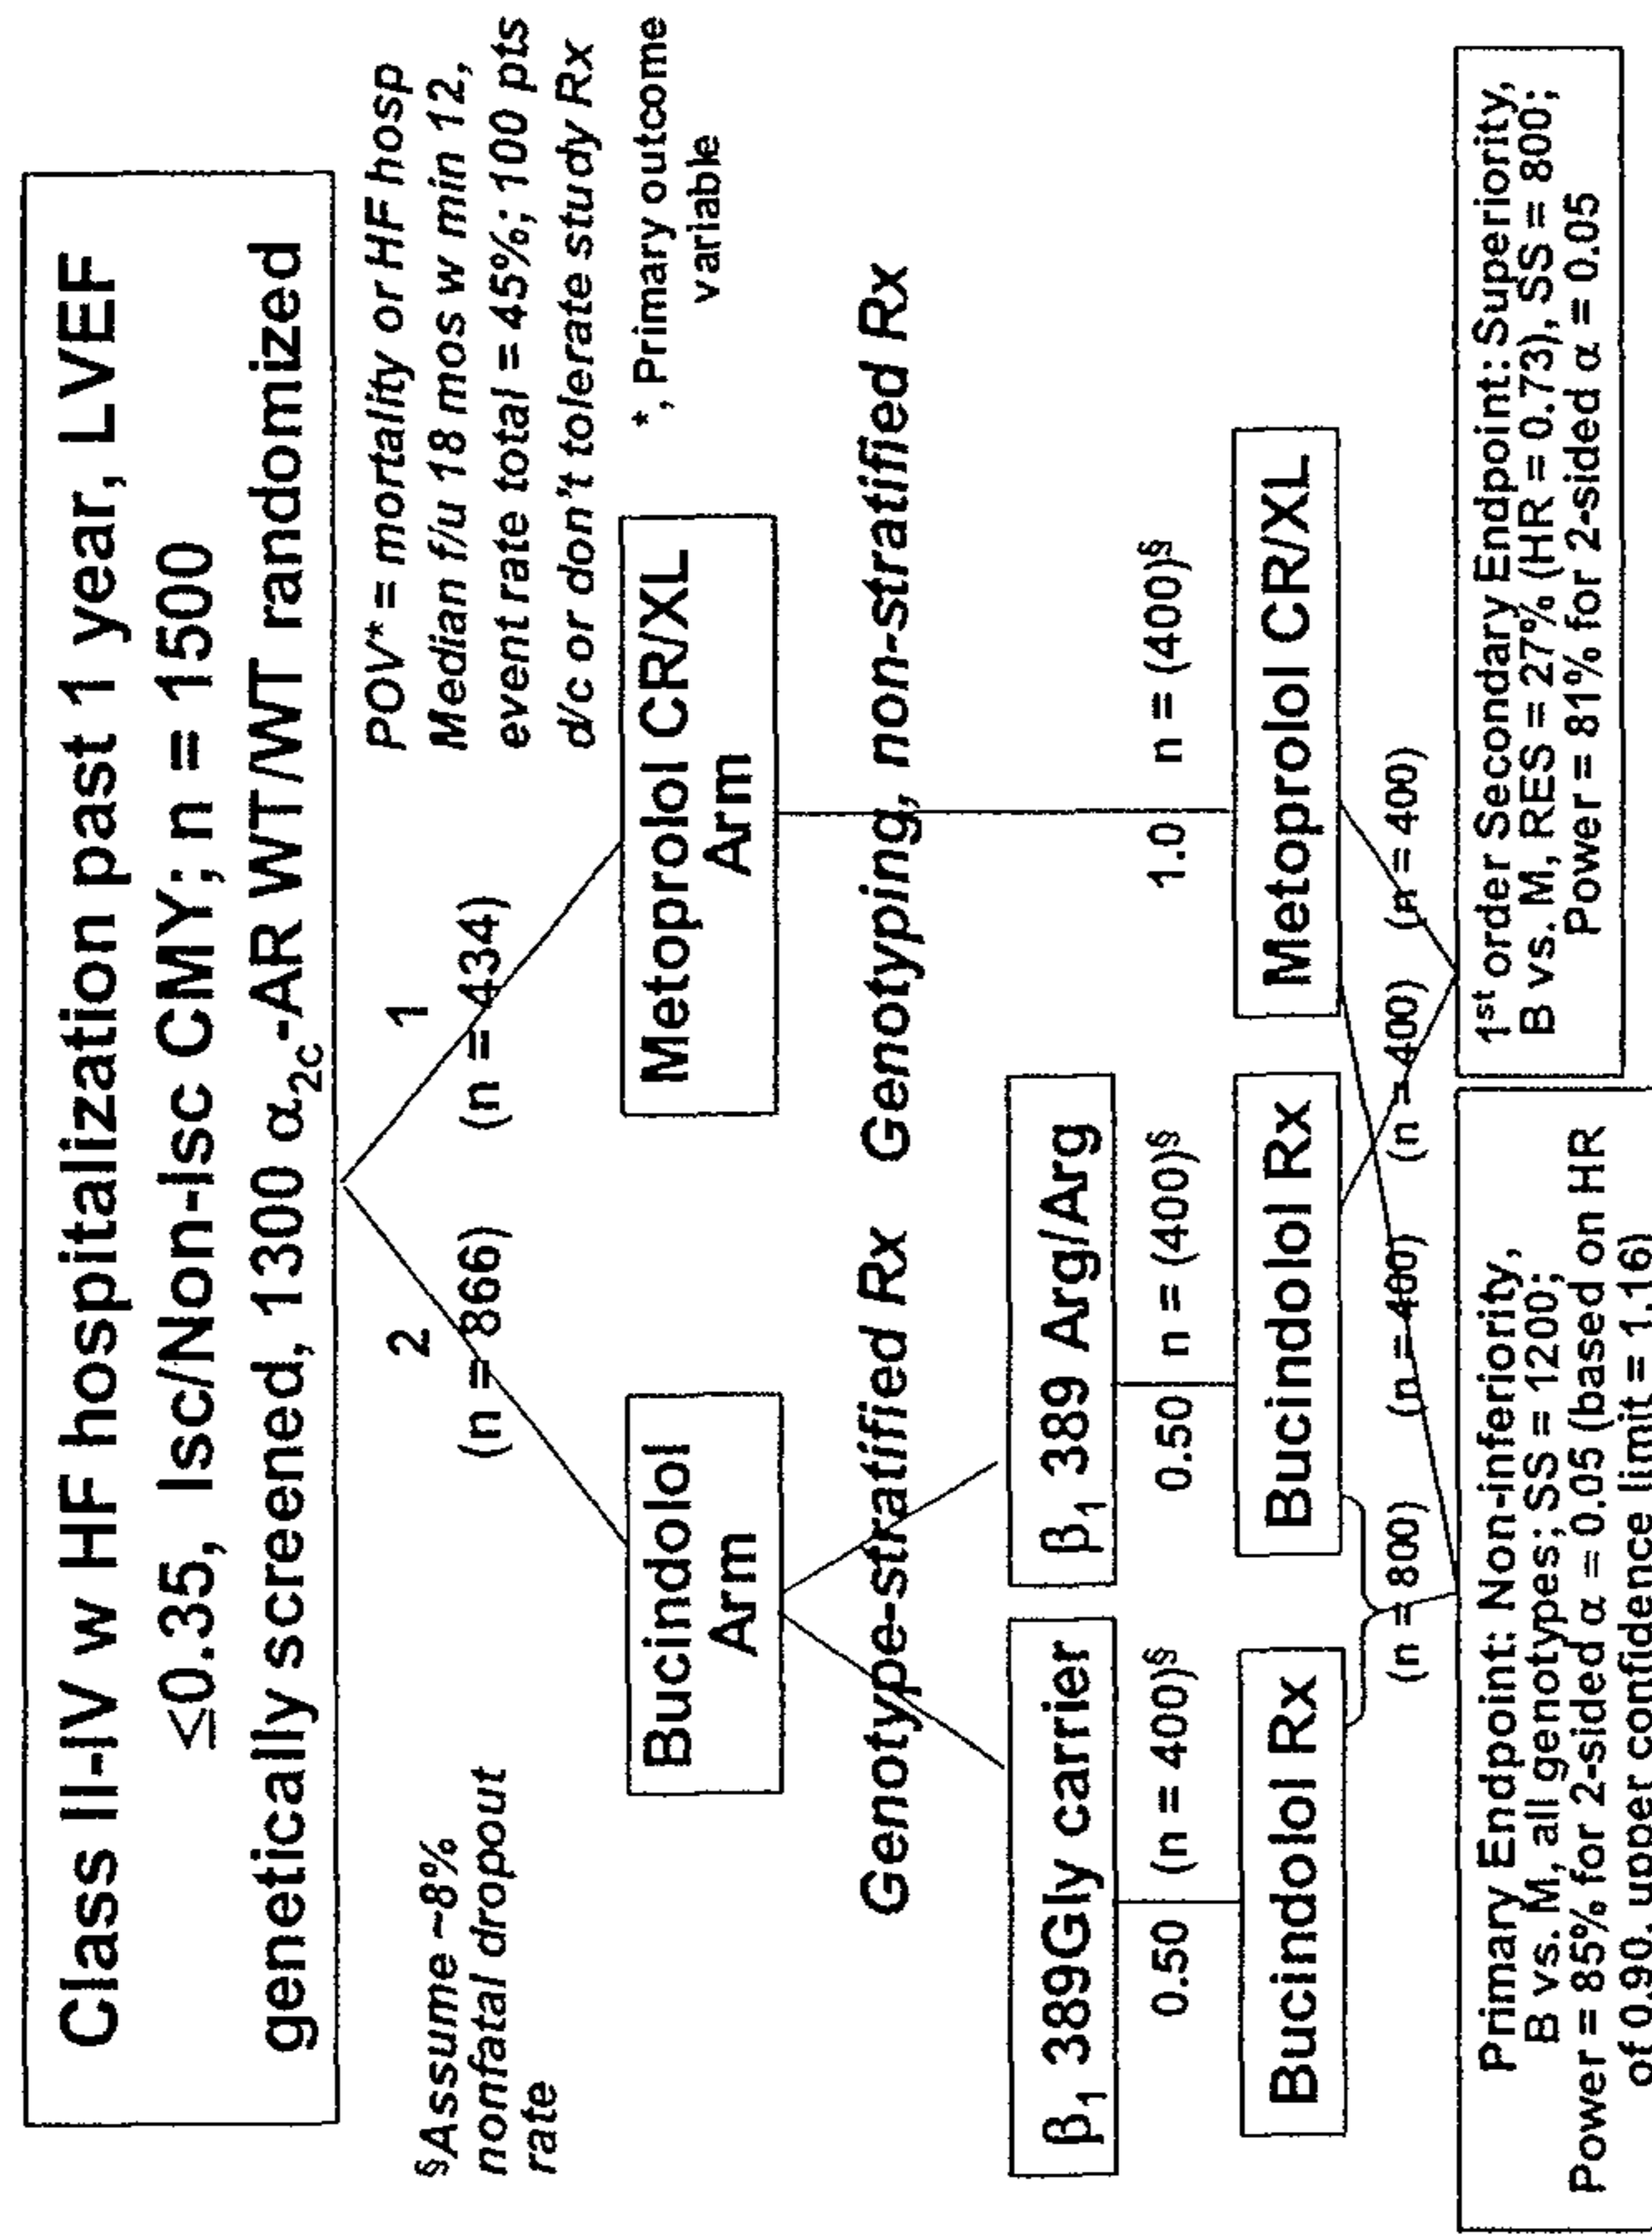 Class II-IV w HF hospitalization past 1 year, LVEF
≤0.35, Isc/Non-Isc CMY; n = 1500
genetically screened, 1300 α2c-AR WT/WT randomized
§Assume ~8%
nonfatal dropout
rate
2
(n = 866)
1
(n = 434)
POV* = mortality or HF hosp
Median f/u 18 mos w min 12,
event rate total = 45%; 100 pts
d/c or don't tolerate study Rx
*, Primary outcome
variable
Bucindolol
Arm
Metoprolol CR/XL
Arm
Genotype-stratified Rx
Genotyping, non-stratified Rx
β1 389Gly carrier
β1 389 Arg/Arg
0.50 (n = 400)§
0.50 n = (400)§
1.0 n = (400)§
Bucindolol Rx
Bucindolol Rx
Metoprolol CR/XL
(n = 800)
(n = 400)
(n = 400)
(n = 400)
Primary Endpoint: Non-inferiority,
B vs. M, all genotypes; SS = 1200;
Power = 85% for 2-sided α = 0.05 (based on HR
of 0.90, upper confidence limit = 1.16)
1st order Secondary Endpoint: Superiority,
B vs. M, RES = 27% (HR = 0.73), SS = 800;
Power = 81% for 2-sided α = 0.05